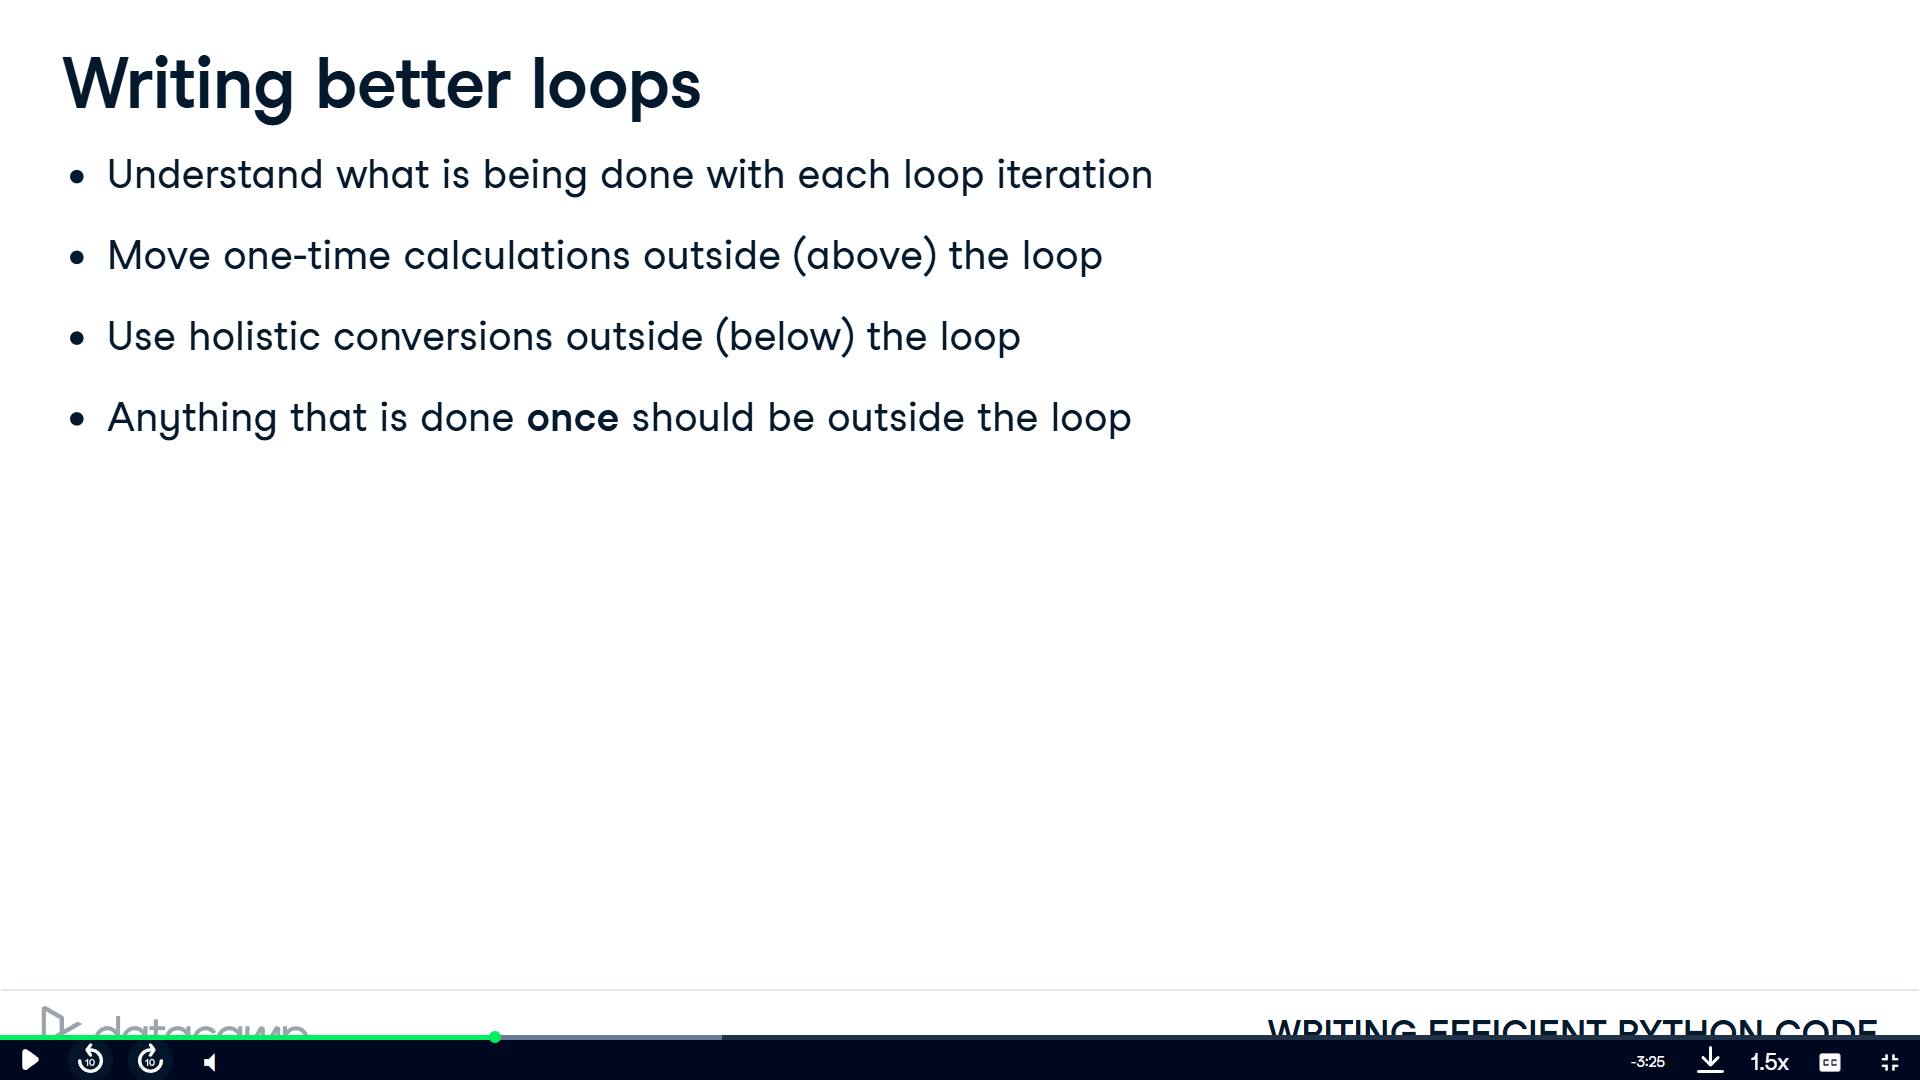 Writing better loops
• Understand what is being done with each loop iteration
• Move one-time calculations outside (above) the loop
• Use holistic conversions outside (below) the loop
• Anything that is done once should be outside the loop
datacamp
WRITING EFFICIENT PYTHON CODE
10
10
-3:25
1.5x
CC